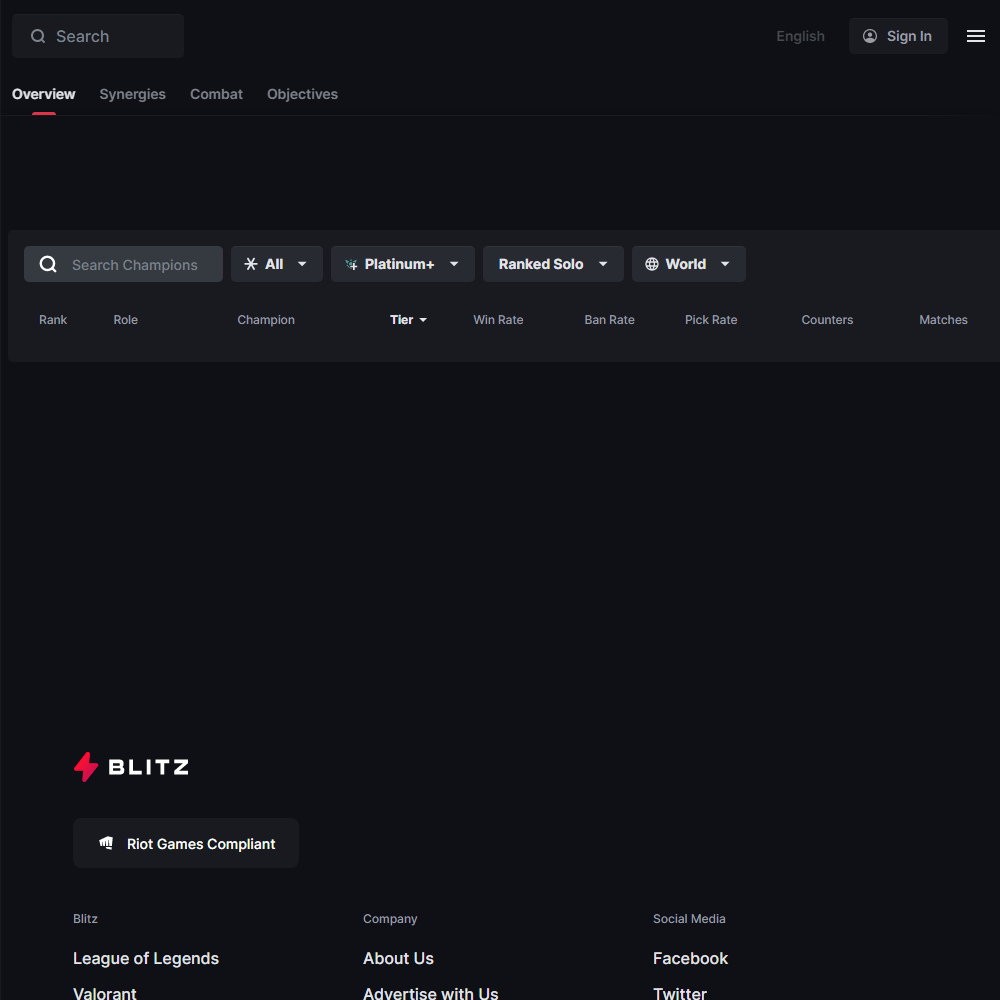 Search
English
Sign In
Overview Synergies Combat Objectives
Search Champions All Platinum+ Ranked Solo World
Rank Role Champion Tier Win Rate Ban Rate Pick Rate Counters Matches
BLITZ
Riot Games Compliant
Blitz Company Social Media
League of Legends About Us Facebook
Valorant Advertise with Us Twitter